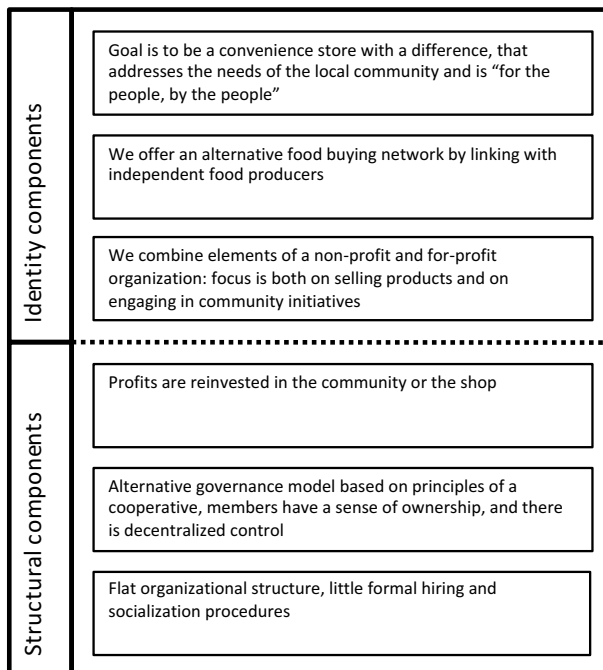 Identity components
Goal is to be a convenience store with a difference, that
addresses the needs of the local community and is “for the
people, by the people”
We offer an alternative food buying network by linking with
independent food producers
We combine elements of a non-profit and for-profit
organization: focus is both on selling products and on
engaging in community initiatives
Structural components
Profits are reinvested in the community or the shop
Alternative governance model based on principles of a
cooperative, members have a sense of ownership, and there
is decentralized control
Flat organizational structure, little formal hiring and
socialization procedures